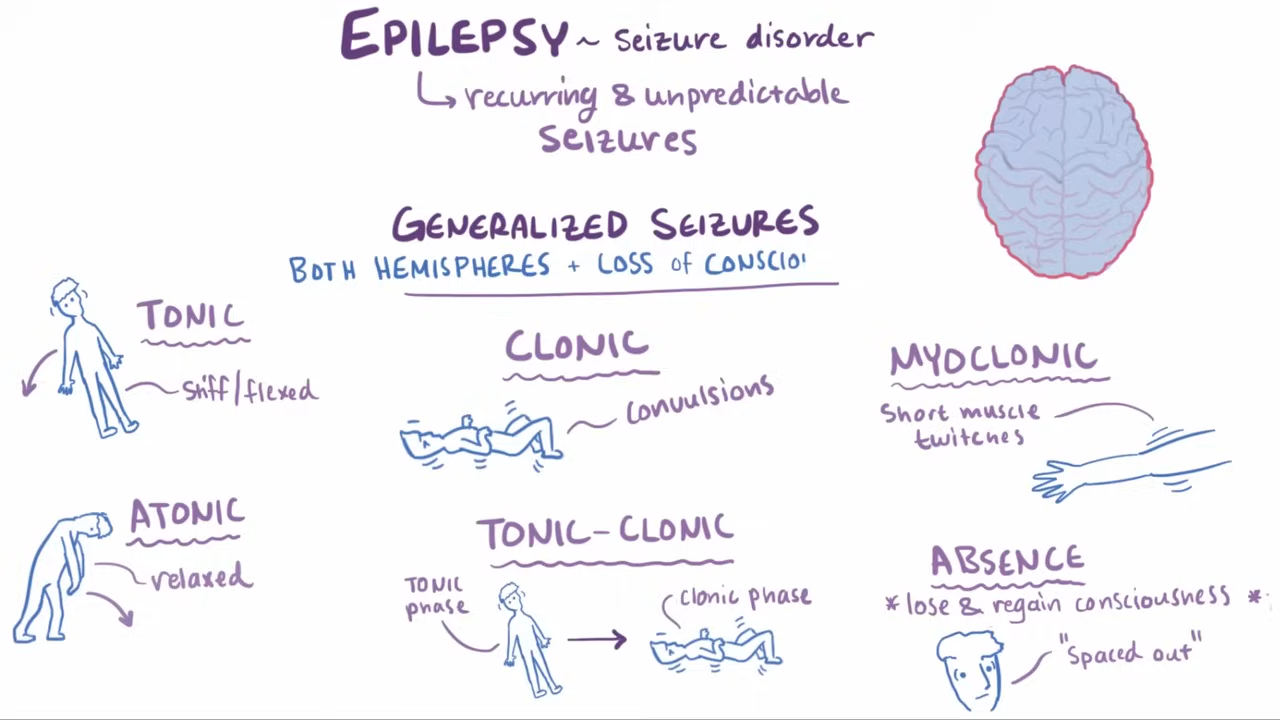 EPILEPSY ~ seizure disorder
recurring & unpredictable
seizures
GENERALIZED SEIZURES
BOTH HEMISPHERES + LOSS of
TONIC
stiff/flexed
CLONIC
convulsions
MYOCLONIC
short muscle
twitches
ATONIC
relaxed
TONIC-CLONIC
TONIC
phase
clonic phase
ABSENCE
*lose & regain consciousness *
"spaced out"